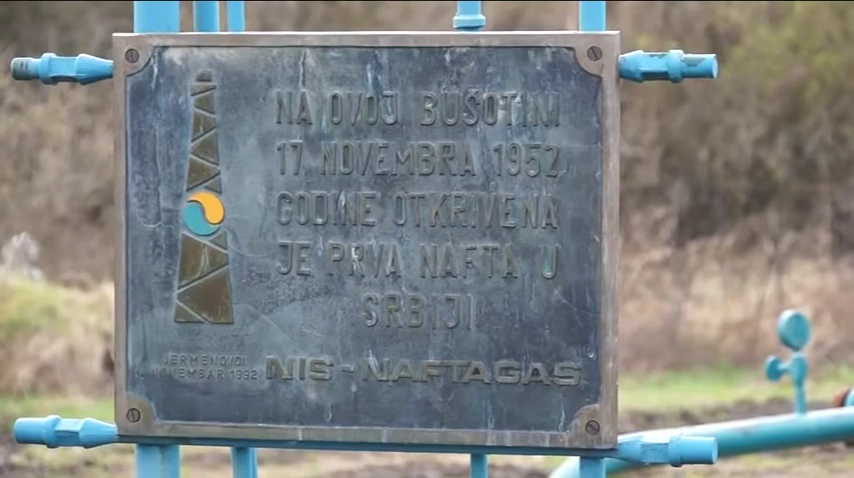 NA OVOJ BUŠOTINI
17 NOVEMBRA 1952
GODINE OTKRIVENA
JE PRVA NAFTA U
SRBIJI
JERMENOVCI
NOVEMBAR 1992
NIS-NAFTAGAS